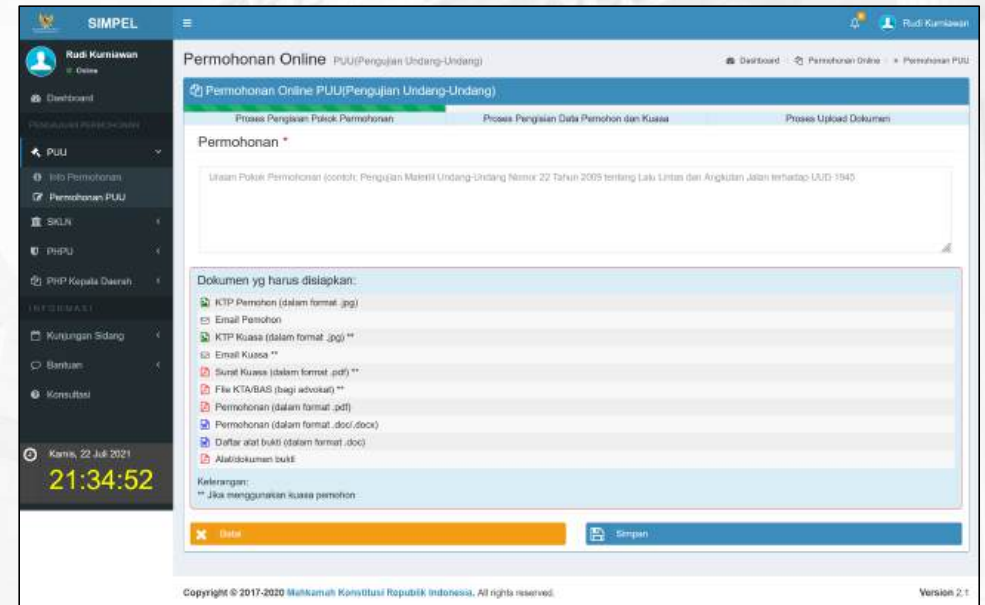 SIMPEL
Rudi Kurniawan
Rudi Kurniawan
Online
Dashboard
PUU
Info Permohonan
Permohonan PUU
SKLN
PHPU
PHP Kepala Daerah
INFORMASI
Kunjungan Sidang
Bantuan
Konsultasi
Kamis, 22 Juli 2021
21:34:52
Permohonan Online PUU(Pengujian Undang-Undang)
Dashboard Permohonan Online > Permohonan PUU
Permohonan Online PUU(Pengujian Undang-Undang)
Proses Pengisian Pokok Permohonan
Proses Pengisian Data Pemohon dan Kuasa
Proses Upload Dokumen
Permohonan *
Uraian Pokok Permohonan (contoh: Pengujian Materiil Undang-Undang Nomor 22 Tahun 2009 tentang Lalu Lintas dan Angkutan Jalan terhadap UUD 1945
Dokumen yg harus disiapkan:
KTP Pemohon (dalam format .jpg)
Email Pemohon
KTP Kuasa (dalam format .jpg) **
Email Kuasa **
Surat Kuasa (dalam format .pdf) **
File KTA/BAS (bagi advokat) **
Permohonan (dalam format .pdf)
Permohonan (dalam format .doc/.docx)
Daftar alat bukti (dalam format .doc)
Alat/dokumen bukti
Keterangan:
** Jika menggunakan kuasa pemohon
Batal
Simpan
Copyright © 2017-2020 Mahkamah Konstitusi Republik Indonesia. All rights reserved.
Version 2.1